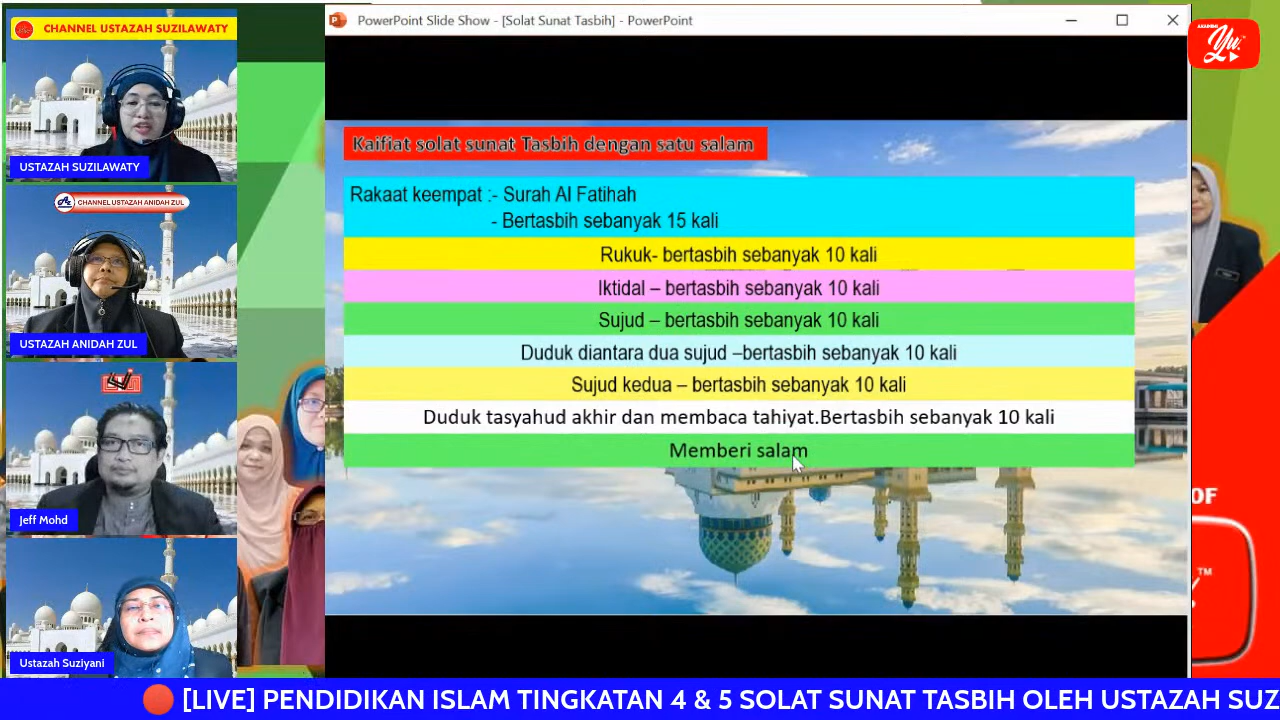 CHANNEL USTAZAH SUZILAWATY
USTAZAH SUZILAWATY
CHANNEL USTAZAH ANIDAH ZUL
USTAZAH ANIDAH ZUL
Jeff Mohd
Ustazah Suziyani
PowerPoint Slide Show - [Solat Sunat Tasbih] - PowerPoint
Kaifiat solat sunat Tasbih dengan satu salam
Rakaat keempat :- Surah Al Fatihah
- Bertasbih sebanyak 15 kali
Rukuk- bertasbih sebanyak 10 kali
Iktidal – bertasbih sebanyak 10 kali
Sujud – bertasbih sebanyak 10 kali
Duduk diantara dua sujud –bertasbih sebanyak 10 kali
Sujud kedua – bertasbih sebanyak 10 kali
Duduk tasyahud akhir dan membaca tahiyat.Bertasbih sebanyak 10 kali
Memberi salam
AKADEMI
Yu
OF
TM
[LIVE] PENDIDIKAN ISLAM TINGKATAN 4 & 5 SOLAT SUNAT TASBIH OLEH USTAZAH SUZ